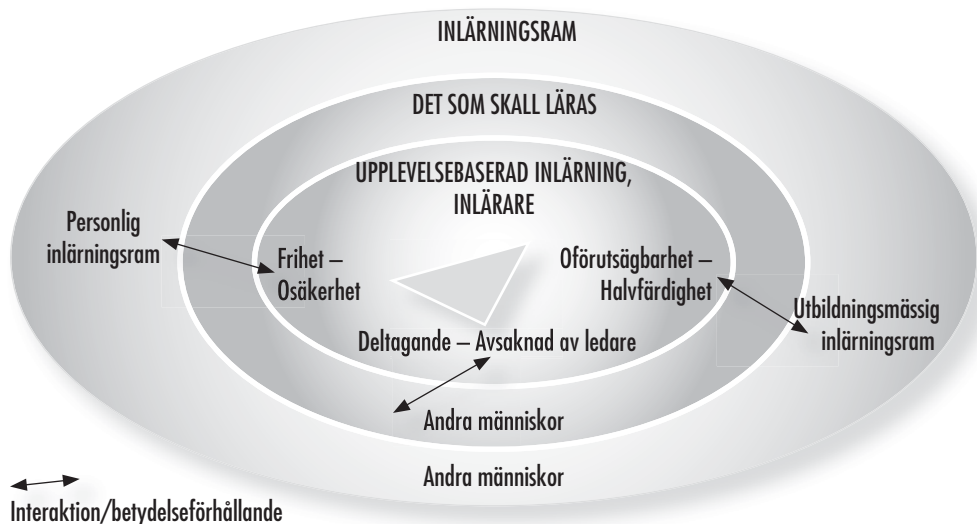 INLÄRNINGSRAM
DET SOM SKALL LÄRAS
UPPLEVELSEBASERAD INLÄRNING,
INLÄRARE
Personlig
inlärningsram
Frihet –
Osäkerhet
Oförutsägbarhet –
Halvfärdighet
Utbildningsmässig
inlärningsram
Deltagande – Avsaknad av ledare
Andra människor
Andra människor
Interaktion/betydelseförhållande